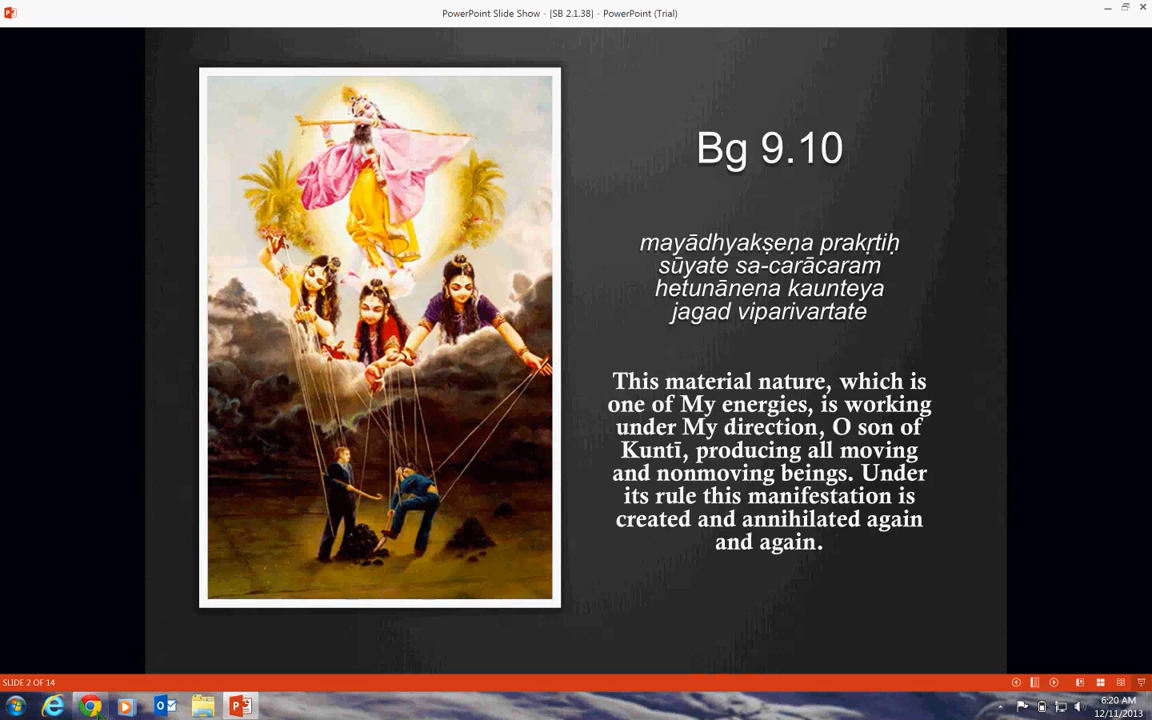 PowerPoint Slide Show - [SB 2.1.38] - PowerPoint (Trial)
Bg 9.10
mayādhyakṣeṇa prakṛtiḥ
sūyate sa-carācaram
hetunānena kaunteya
jagad viparivartate
This material nature, which is
one of My energies, is working
under My direction, O son of
Kuntī, producing all moving
and nonmoving beings. Under
its rule this manifestation is
created and annihilated again
and again.
SLIDE 2 OF 14
6:20 AM
12/11/2013